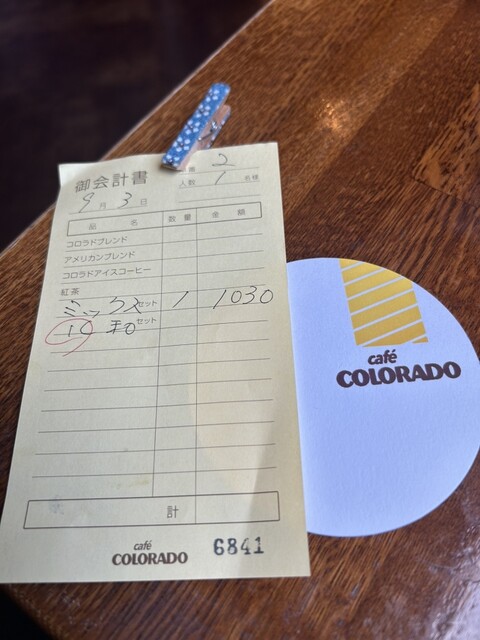 御会計書
2
9月3日 人数 1 名様
品名 数量 金額
コロラドブレンド
アメリカンブレンド
コロラドアイスコーヒー
紅茶
ミックスセット 1 1030
セット
計
café
COLORADO
6841
café
COLORADO